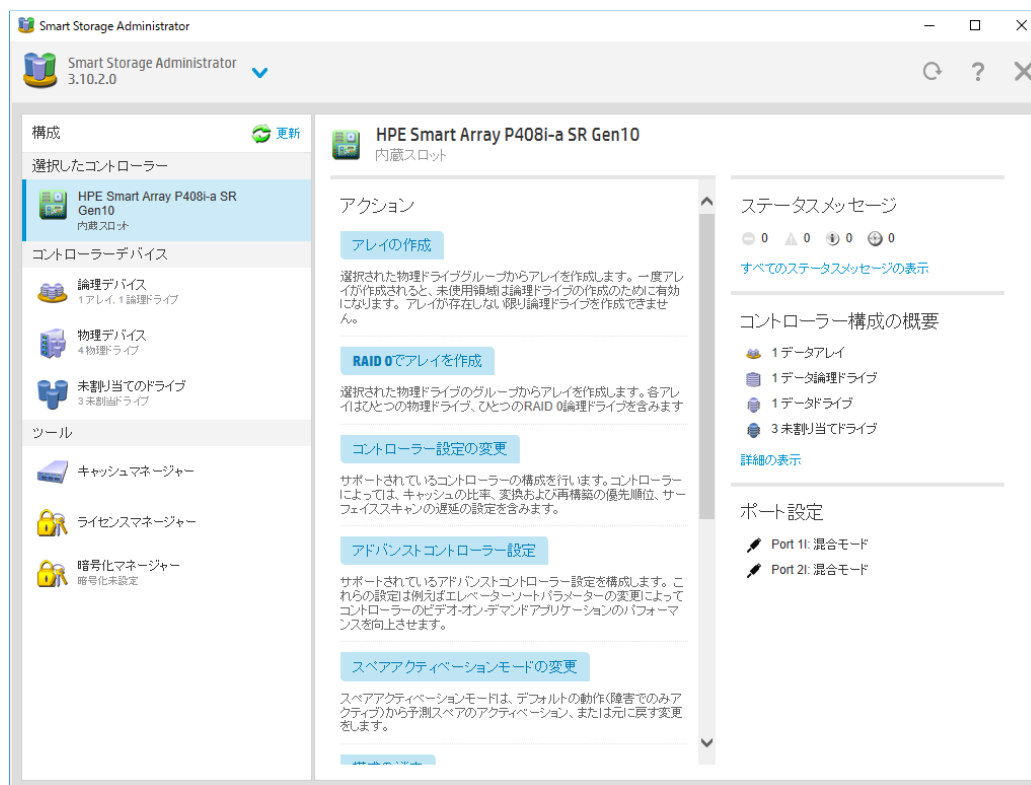 Smart Storage Administrator
Smart Storage Administrator
3.10.2.0
構成
更新
選択したコントローラー
HPE Smart Array P408i-a SR
Gen10
内蔵スロット
コントローラーデバイス
論理デバイス
1アレイ, 1論理ドライブ
物理デバイス
4物理ドライブ
未割り当てのドライブ
3未割当ドライブ
ツール
キャッシュマネージャー
ライセンスマネージャー
暗号化マネージャー
暗号化未設定
HPE Smart Array P408i-a SR Gen10
内蔵スロット
アクション
アレイの作成
選択された物理ドライブグループからアレイを作成します。一度アレ
イが作成されると、未使用領域は論理ドライブの作成のために有効
になります。アレイが存在しない限り論理ドライブを作成できませ
ん。
RAID 0でアレイを作成
選択された物理ドライブのグループからアレイを作成します。各アレ
イはひとつの物理ドライブ、ひとつのRAID 0論理ドライブを含みます
コントローラー設定の変更
サポートされているコントローラーの構成を行います。コントローラー
によっては、キャッシュの比率、変換および再構築の優先順位、サー
フェイススキャンの遅延の設定を含みます。
アドバンストコントローラー設定
サポートされているアドバンストコントローラー設定を構成します。こ
れらの設定は例えばエレベーターソートパラメーターの変更によって
コントローラーのビデオ-オン-デマンドアプリケーションのパフォーマ
ンスを向上させます。
スペアアクティベーションモードの変更
スペアアクティベーションモードは、デフォルトの動作(障害でのみア
クティブ)から予測スペアのアクティベーション、または元に戻す変更
をします。
ステータスメッセージ
0 0 0 0
すべてのステータスメッセージの表示
コントローラー構成の概要
1データアレイ
1データ論理ドライブ
1データドライブ
3未割り当てドライブ
詳細の表示
ポート設定
Port 1I: 混合モード
Port 2I: 混合モード